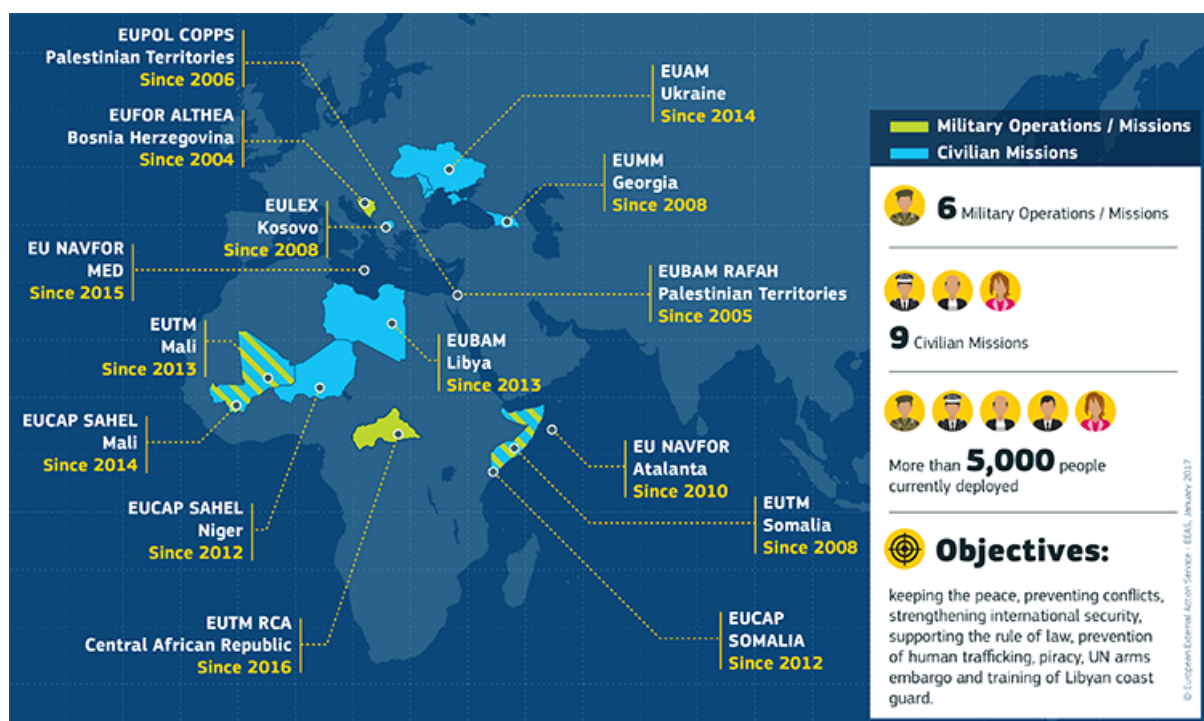 EUPOL COPPS
Palestinian Territories
Since 2006
EUFOR ALTHEA
Bosnia Herzegovina
Since 2004
EULEX
Kosovo
Since 2008
EU NAVFOR
MED
Since 2015
EUTM
Mali
Since 2013
EUCAP SAHEL
Mali
Since 2014
EUCAP SAHEL
Niger
Since 2012
EUTM RCA
Central African Republic
Since 2016
EUAM
Ukraine
Since 2014
EUMM
Georgia
Since 2008
EUBAM RAFAH
Palestinian Territories
Since 2005
EUBAM
Libya
Since 2013
EU NAVFOR
Atalanta
Since 2010
EUTM
Somalia
Since 2008
EUCAP
SOMALIA
Since 2012
Military Operations / Missions
Civilian Missions
6 Military Operations / Missions
9 Civilian Missions
More than 5,000 people
currently deployed
Objectives:
keeping the peace, preventing conflicts,
strengthening international security,
supporting the rule of law, prevention
of human trafficking, piracy, UN arms
embargo and training of Libyan coast
guard.
© European External Action Service - EEAS, January 2017